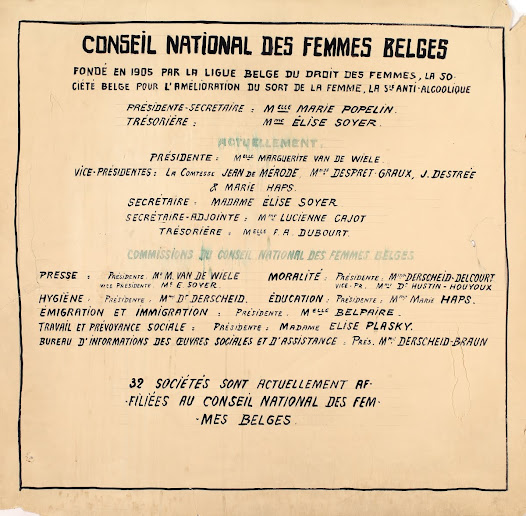 CONSEIL NATIONAL DES FEMMES BELGES
FONDÉ EN 1905 PAR LA LIGUE BELGE DU DROIT DES FEMMES, LA SO-
CIÉTÉ BELGE POUR L'AMÉLIORATION DU SORT DE LA FEMME, LA Sté ANTI-ALCOOLIQUE
PRÉSIDENTE-SECRETAIRE : Melle MARIE POPELIN.
TRÉSORIÈRE : Mme ÉLISE SOYER.
ACTUELLEMENT.
PRÉSIDENTE : Melle MARGUERITE VAN DE WIELE.
VICE-PRÉSIDENTES : LA COMTESSE JEAN DE MÉRODE, Mmes DESPRET-GRAUX, J. DESTRÉE
& MARIE HAPS.
SECRÉTAIRE : MADAME ÉLISE SOYER
SECRÉTAIRE-ADJOINTE : Mme LUCIENNE CAJOT
TRÉSORIÈRE : Melle F. A. DUBOURT.
COMMISSIONS DU CONSEIL NATIONAL DES FEMMES BELGES
PRESSE : PRÉSIDENTE : M. VAN DE WIELE
VICE PRESIDENTE : E. SOYER.
MORALITÉ : PRÉSIDENTE : Mme DERSCHEID-DELCOURT
VICE-PR. Mme Dr HUSTIN-HOUYOUX
HYGIÈNE : PRÉSIDENTE : Mme Dr DERSCHEID. ÉDUCATION : PRÉSIDENTE : Mme MARIE HAPS.
ÉMIGRATION ET IMMIGRATION : PRÉSIDENTE. Melle BELPAIRE.
TRAVAIL ET PREVOYANCE SOCIALE : PRÉSIDENTE : MADAME ELISE PLASKY.
BUREAU D'INFORMATIONS DES ŒUVRES SOCIALES ET D'ASSISTANCE : PRÉS. Mme DERSCHEID-BRAUN
32 SOCIÉTÉS SONT ACTUELLEMENT AF-
-FILIÉES AU CONSEIL NATIONAL DES FEM-
-MES BELGES.